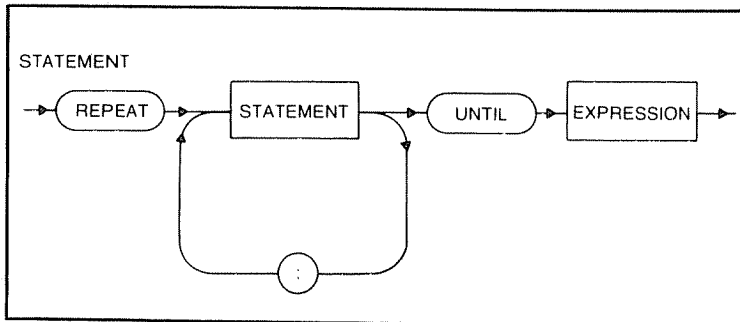 STATEMENT
REPEAT
STATEMENT
UNTIL
EXPRESSION
: